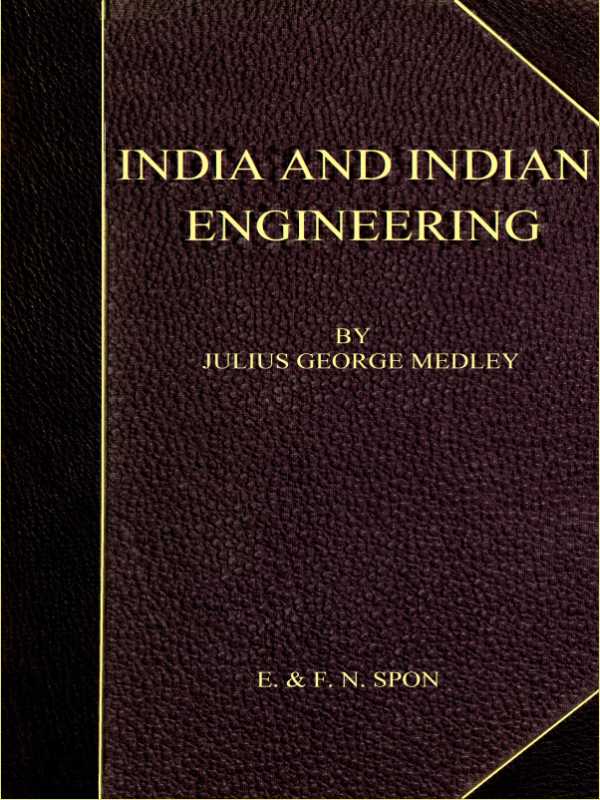 INDIA AND INDIAN
ENGINEERING
BY
JULIUS GEORGE MEDLEY
E. & F. N. SPON